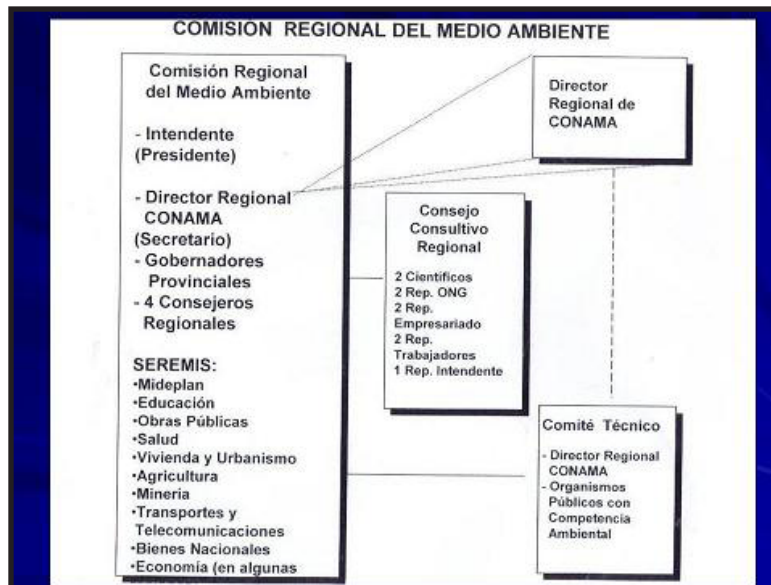 COMISION REGIONAL DEL MEDIO AMBIENTE
Comisión Regional
del Medio Ambiente
- Intendente
(Presidente)
- Director Regional
CONAMA
(Secretario)
- Gobernadores
Provinciales
- 4 Consejeros
Regionales
SEREMIS:
•Mideplan
•Educación
•Obras Públicas
•Salud
•Vivienda y Urbanismo
•Agricultura
•Mineria
•Transportes y
Telecomunicaciones
•Bienes Nacionales
•Economía (en algunas
Director
Regional de
CONAMA
Consejo
Consultivo
Regional
2 Científicos
2 Rep. ONG
2 Rep.
Empresariado
2 Rep.
Trabajadores
1 Rep. Intendente
Comité Técnico
- Director Regional
CONAMA
- Organismos
Públicos con
Competencia
Ambiental